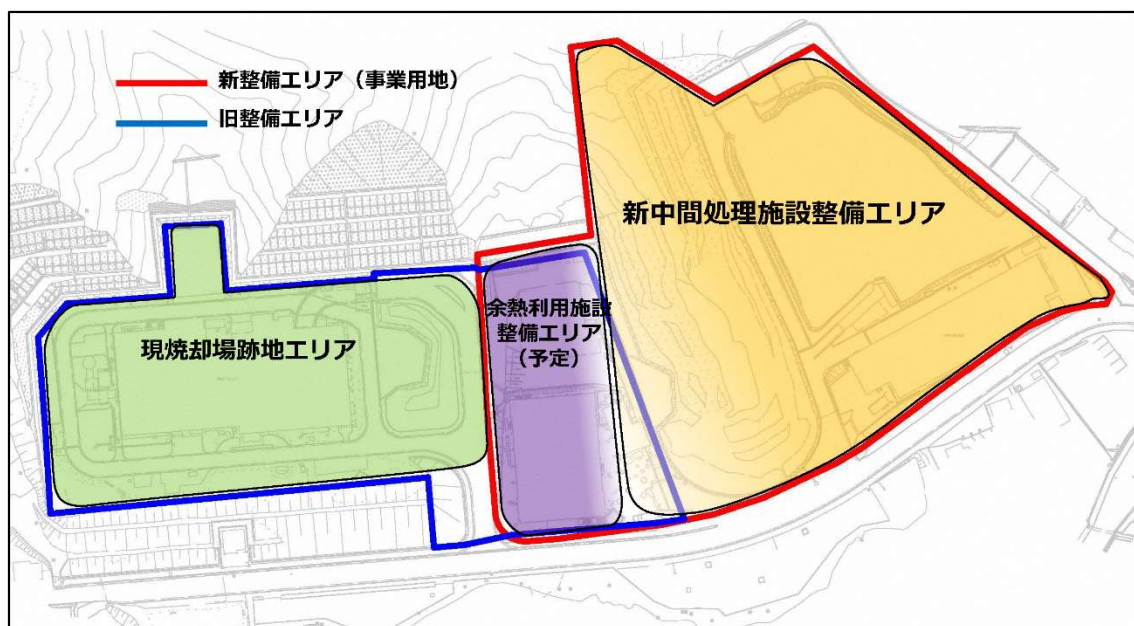 新整備エリア（事業用地）
旧整備エリア
新中間処理施設整備エリア
余熱利用施設
整備エリア
（予定）
現焼却場跡地エリア